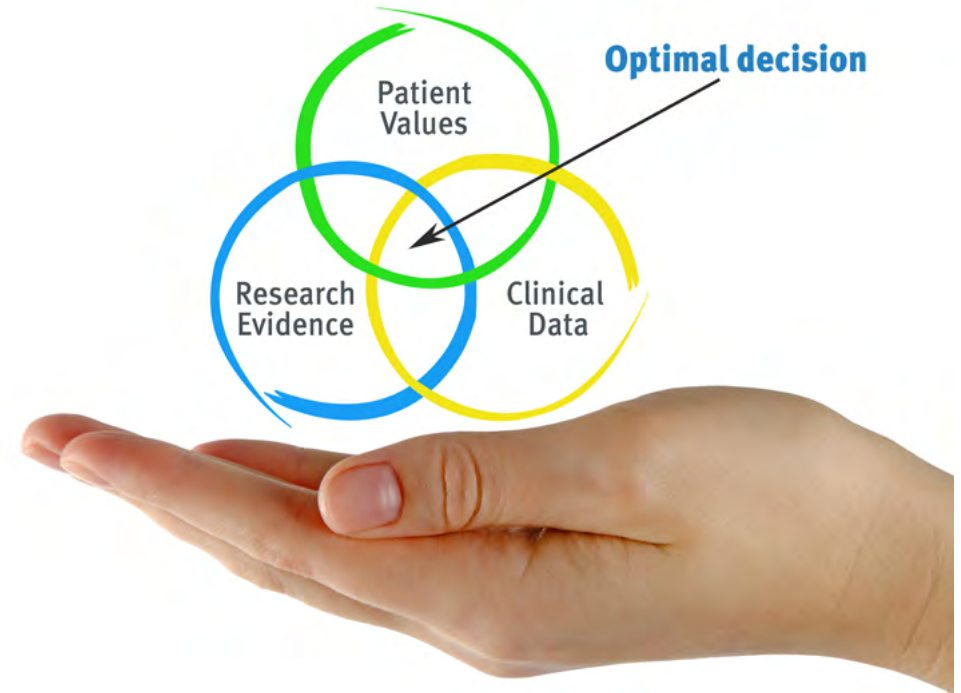 Optimal decision
Patient
Values
Research
Evidence
Clinical
Data